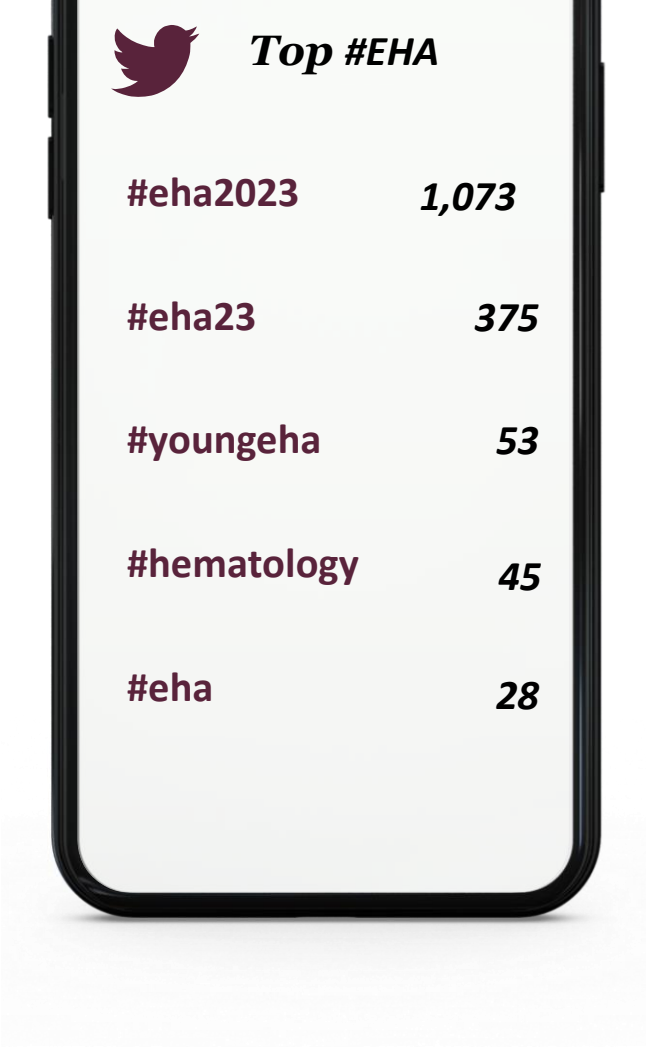 Top #EHA
#eha2023 1,073
#eha23 375
#youngeha 53
#hematology 45
#eha 28